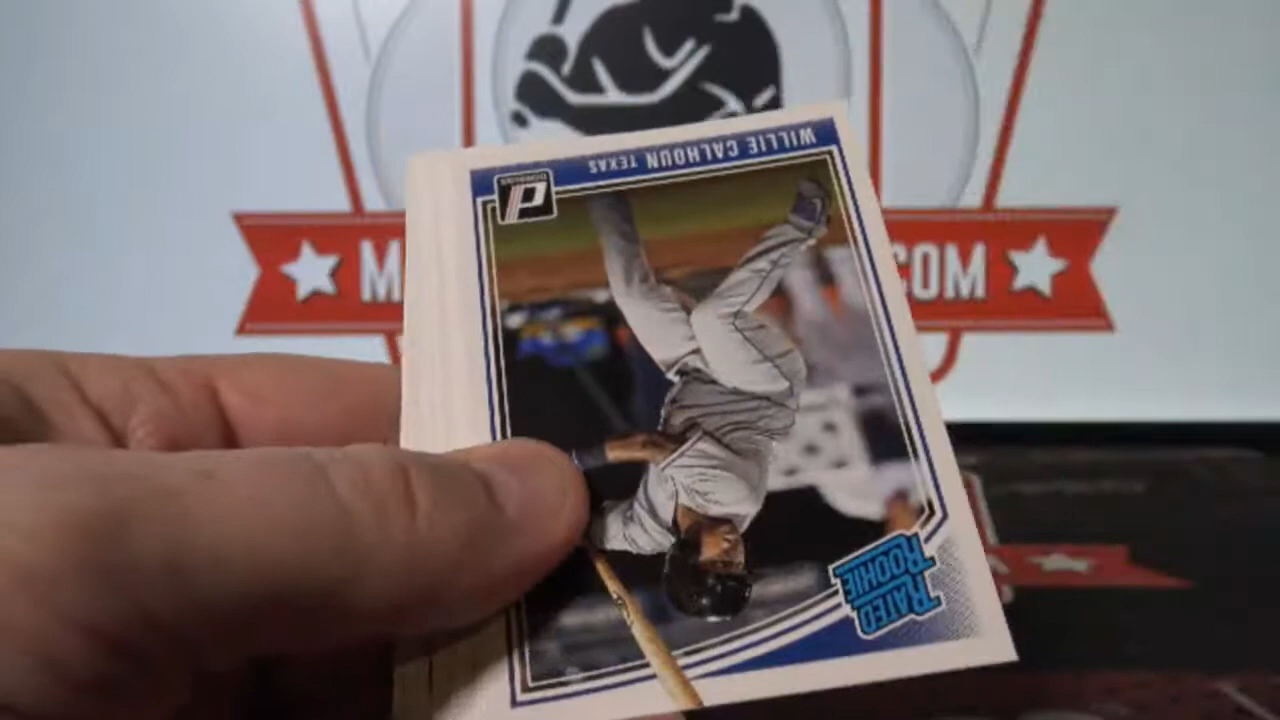 WILLIE CALHOUN TEXAS
DONRUSS
RATED
ROOKIE
M
.COM